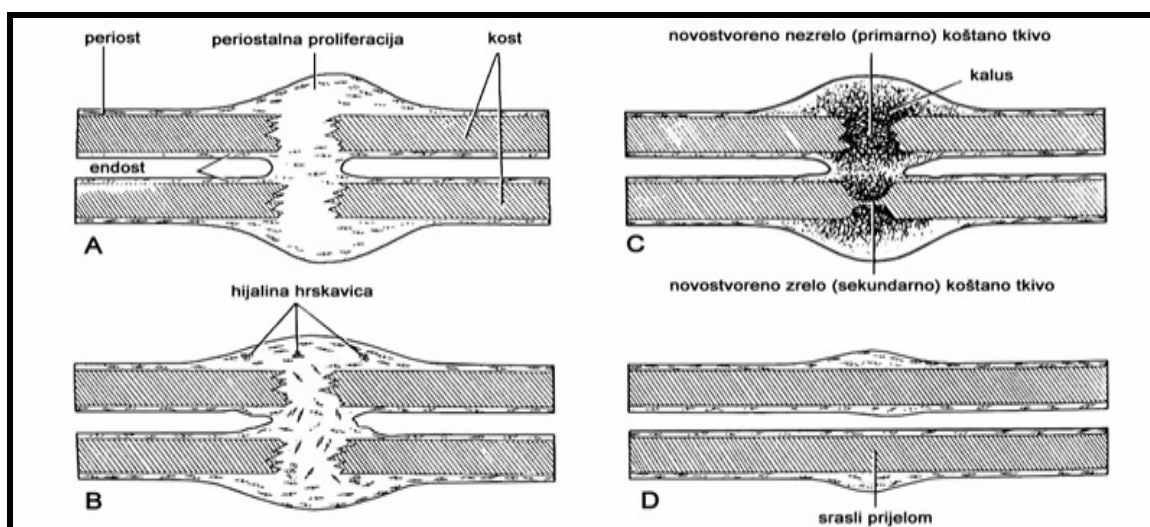 periost
periostalna proliferacija
kost
endost
A
novostvoreno nezrelo (primarno) koštano tkivo
kalus
C
novostvoreno zrelo (sekundarno) koštano tkivo
hijalina hrskavica
B
D
srasli prijelom